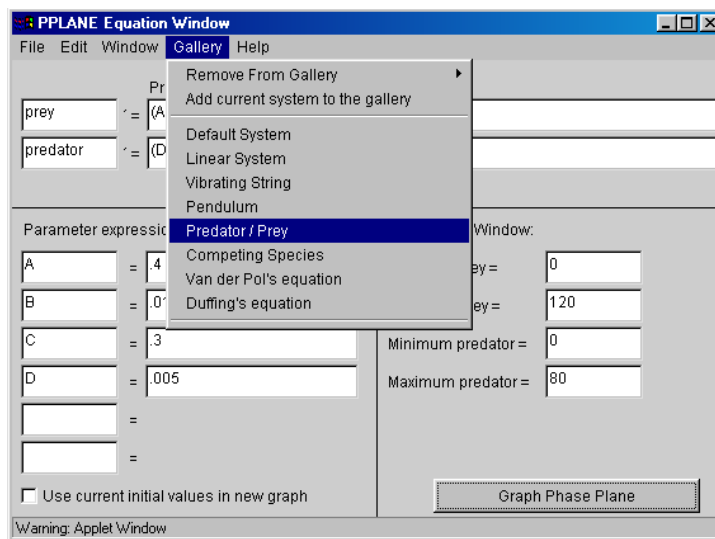 PPLANE Equation Window
File Edit Window Gallery Help
Remove From Gallery
Add current system to the gallery
Default System
Linear System
Vibrating String
Pendulum
Predator / Prey
Competing Species
Van der Pol's equation
Duffing's equation
Pr
prey ´ = (A
predator ´ = (D
Parameter expressic
Window:
A = .4
B = .01
C = .3
D = .005
=
=
ey = 0
ey = 120
Minimum predator = 0
Maximum predator = 80
Use current initial values in new graph
Graph Phase Plane
Warning: Applet Window